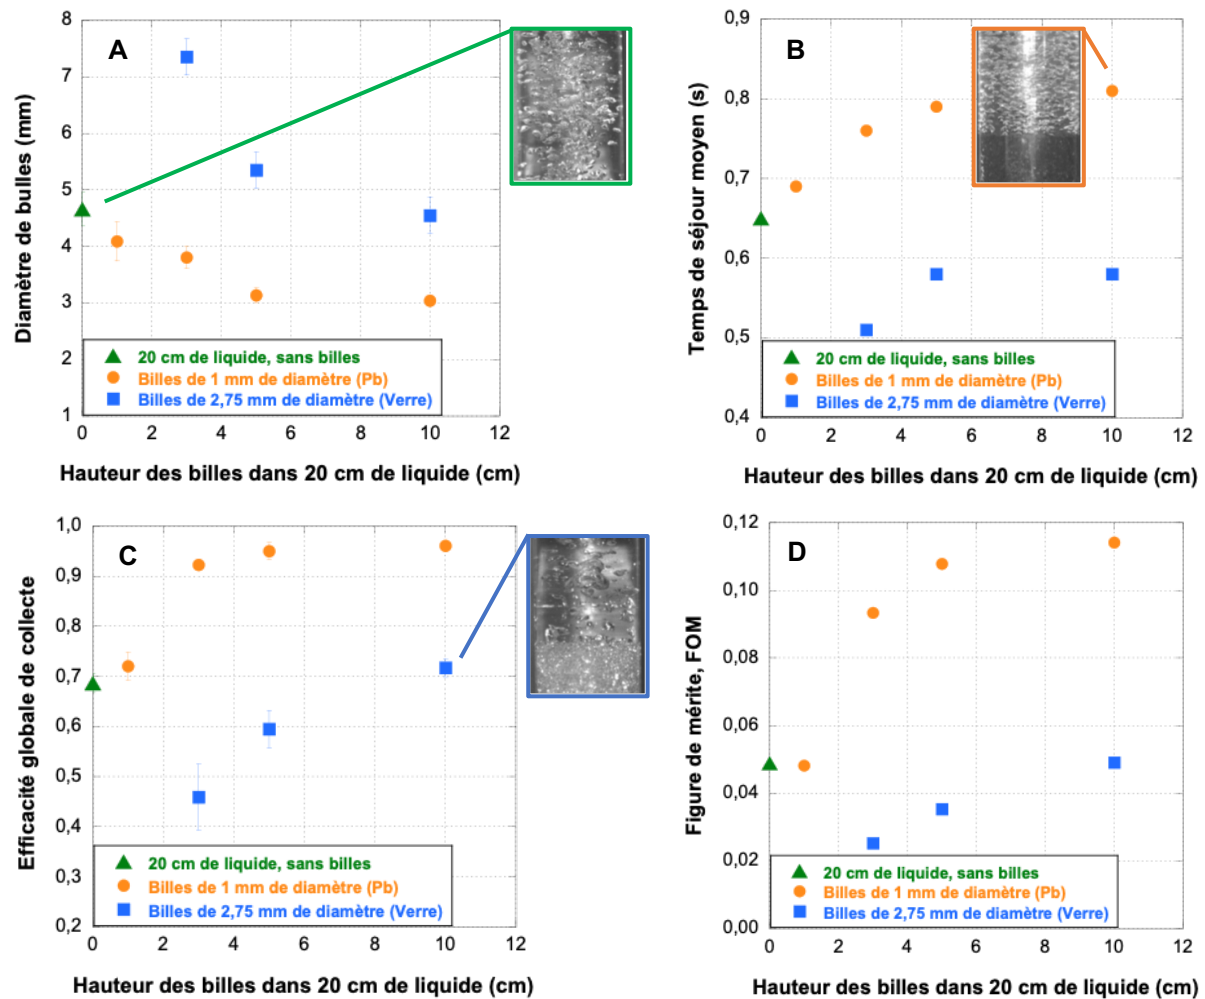 A
Diamètre de bulles (mm)
8
7
6
5
4
3
2
1
20 cm de liquide, sans billes
Billes de 1 mm de diamètre (Pb)
Billes de 2,75 mm de diamètre (Verre)
0 2 4 6 8 10 12
Hauteur des billes dans 20 cm de liquide (cm)
B
Temps de séjour moyen (s)
0,9
0,8
0,7
0,6
0,5
0,4
20 cm de liquide, sans billes
Billes de 1 mm de diamètre (Pb)
Billes de 2,75 mm de diamètre (Verre)
0 2 4 6 8 10 12
Hauteur des billes dans 20 cm de liquide (cm)
C
Efficacité globale de collecte
1,0
0,9
0,8
0,7
0,6
0,5
0,4
0,3
0,2
20 cm de liquide, sans billes
Billes de 1 mm de diamètre (Pb)
Billes de 2,75 mm de diamètre (Verre)
0 2 4 6 8 10 12
Hauteur des billes dans 20 cm de liquide (cm)
D
Figure de mérite, FOM
0,12
0,10
0,08
0,06
0,04
0,02
0,00
20 cm de liquide, sans billes
Billes de 1 mm de diamètre (Pb)
Billes de 2,75 mm de diamètre (Verre)
0 2 4 6 8 10 12
Hauteur des billes dans 20 cm de liquide (cm)